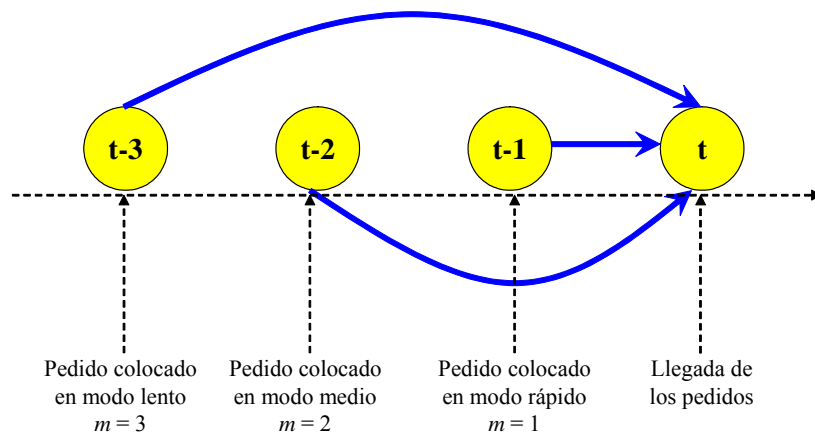 t-3
t-2
t-1
t
Pedido colocado
en modo lento
m = 3
Pedido colocado
en modo medio
m = 2
Pedido colocado
en modo rápido
m = 1
Llegada de
los pedidos